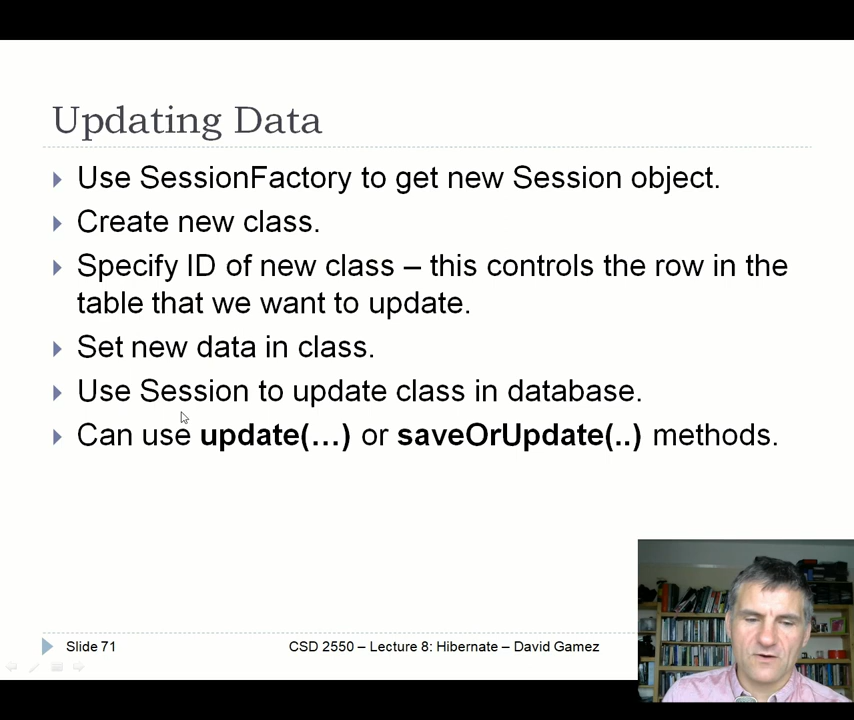 Updating Data
Use SessionFactory to get new Session object.
Create new class.
Specify ID of new class – this controls the row in the
table that we want to update.
Set new data in class.
Use Session to update class in database.
Can use update(…) or saveOrUpdate(..) methods.
Slide 71
CSD 2550 – Lecture 8: Hibernate – David Gamez